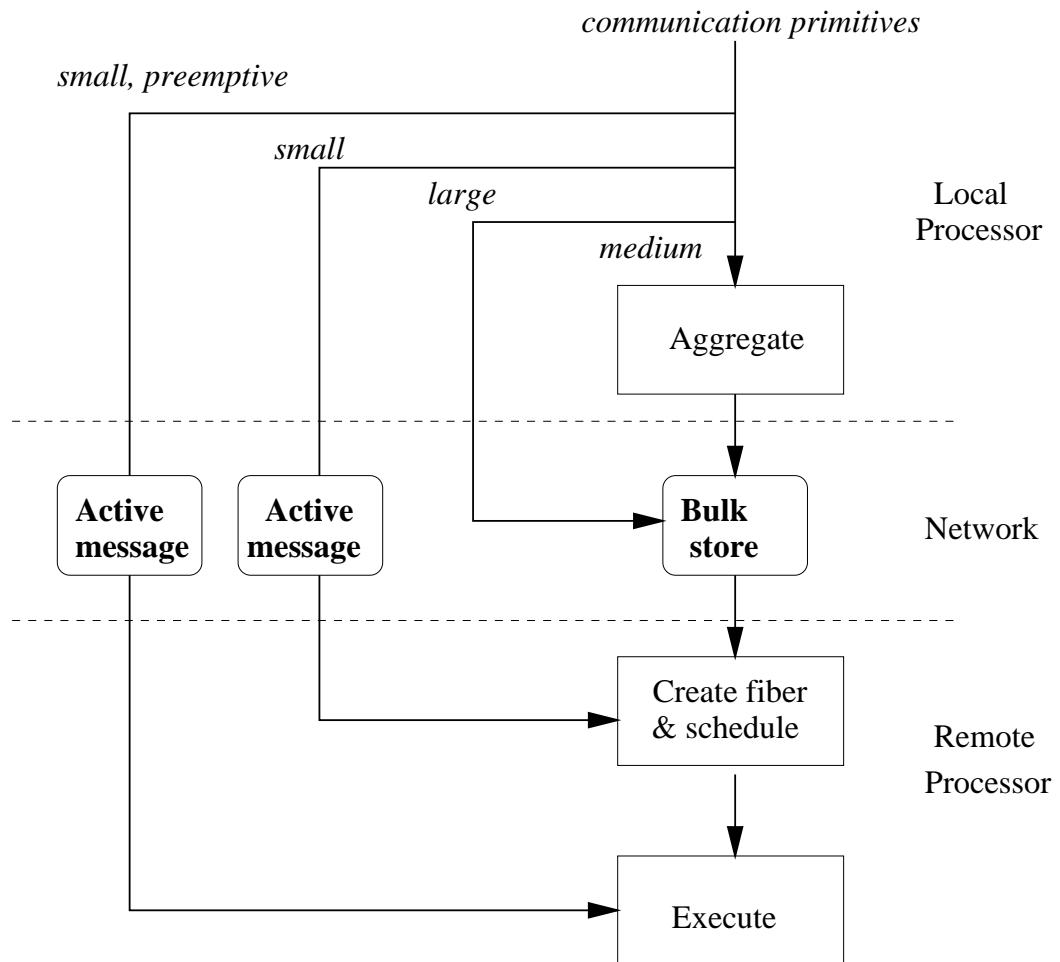 communication primitives
small, preemptive
small
large
medium
Local
Processor
Aggregate
Active
message
Active
message
Bulk
store
Network
Create fiber
& schedule
Remote
Processor
Execute